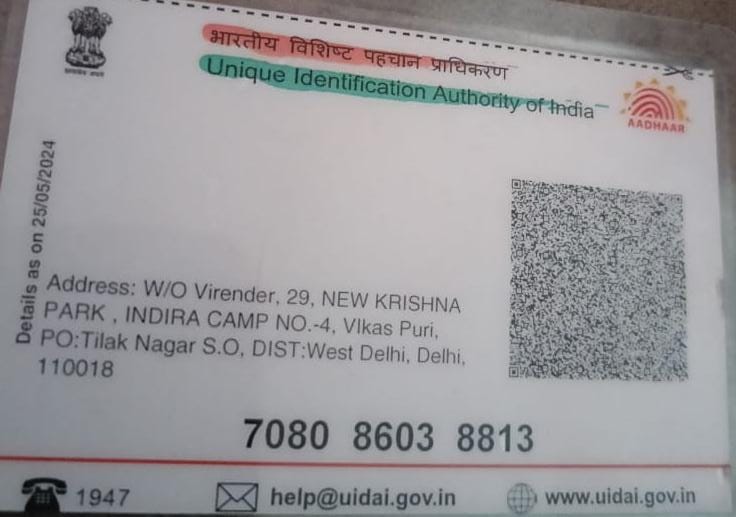 भारतीय विशिष्ट पहचान प्राधिकरण
Unique Identification Authority of India
AADHAAR
Details as on 25/05/2024
Address: W/O Virender, 29, NEW KRISHNA
PARK , INDIRA CAMP NO.-4, VIkas Puri,
PO:Tilak Nagar S.O, DIST:West Delhi, Delhi,
110018
7080 8603 8813
1947
help@uidai.gov.in
www.uidai.gov.in